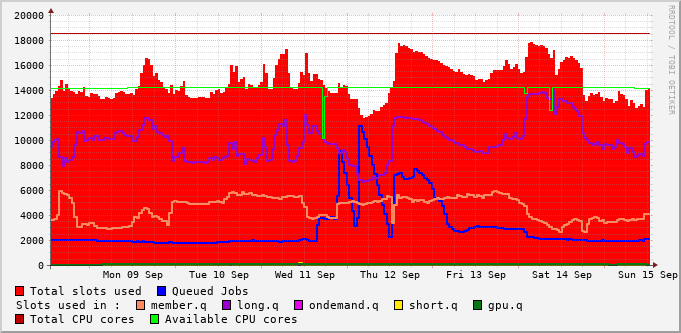 RRDTOOL / TOBI OETIKER
20000
18000
16000
14000
12000
10000
8000
6000
4000
2000
0
Mon 09 Sep Tue 10 Sep Wed 11 Sep Thu 12 Sep Fri 13 Sep Sat 14 Sep Sun 15 Sep
Total slots used Queued Jobs
Slots used in : member.q long.q ondemand.q short.q gpu.q
Total CPU cores Available CPU cores